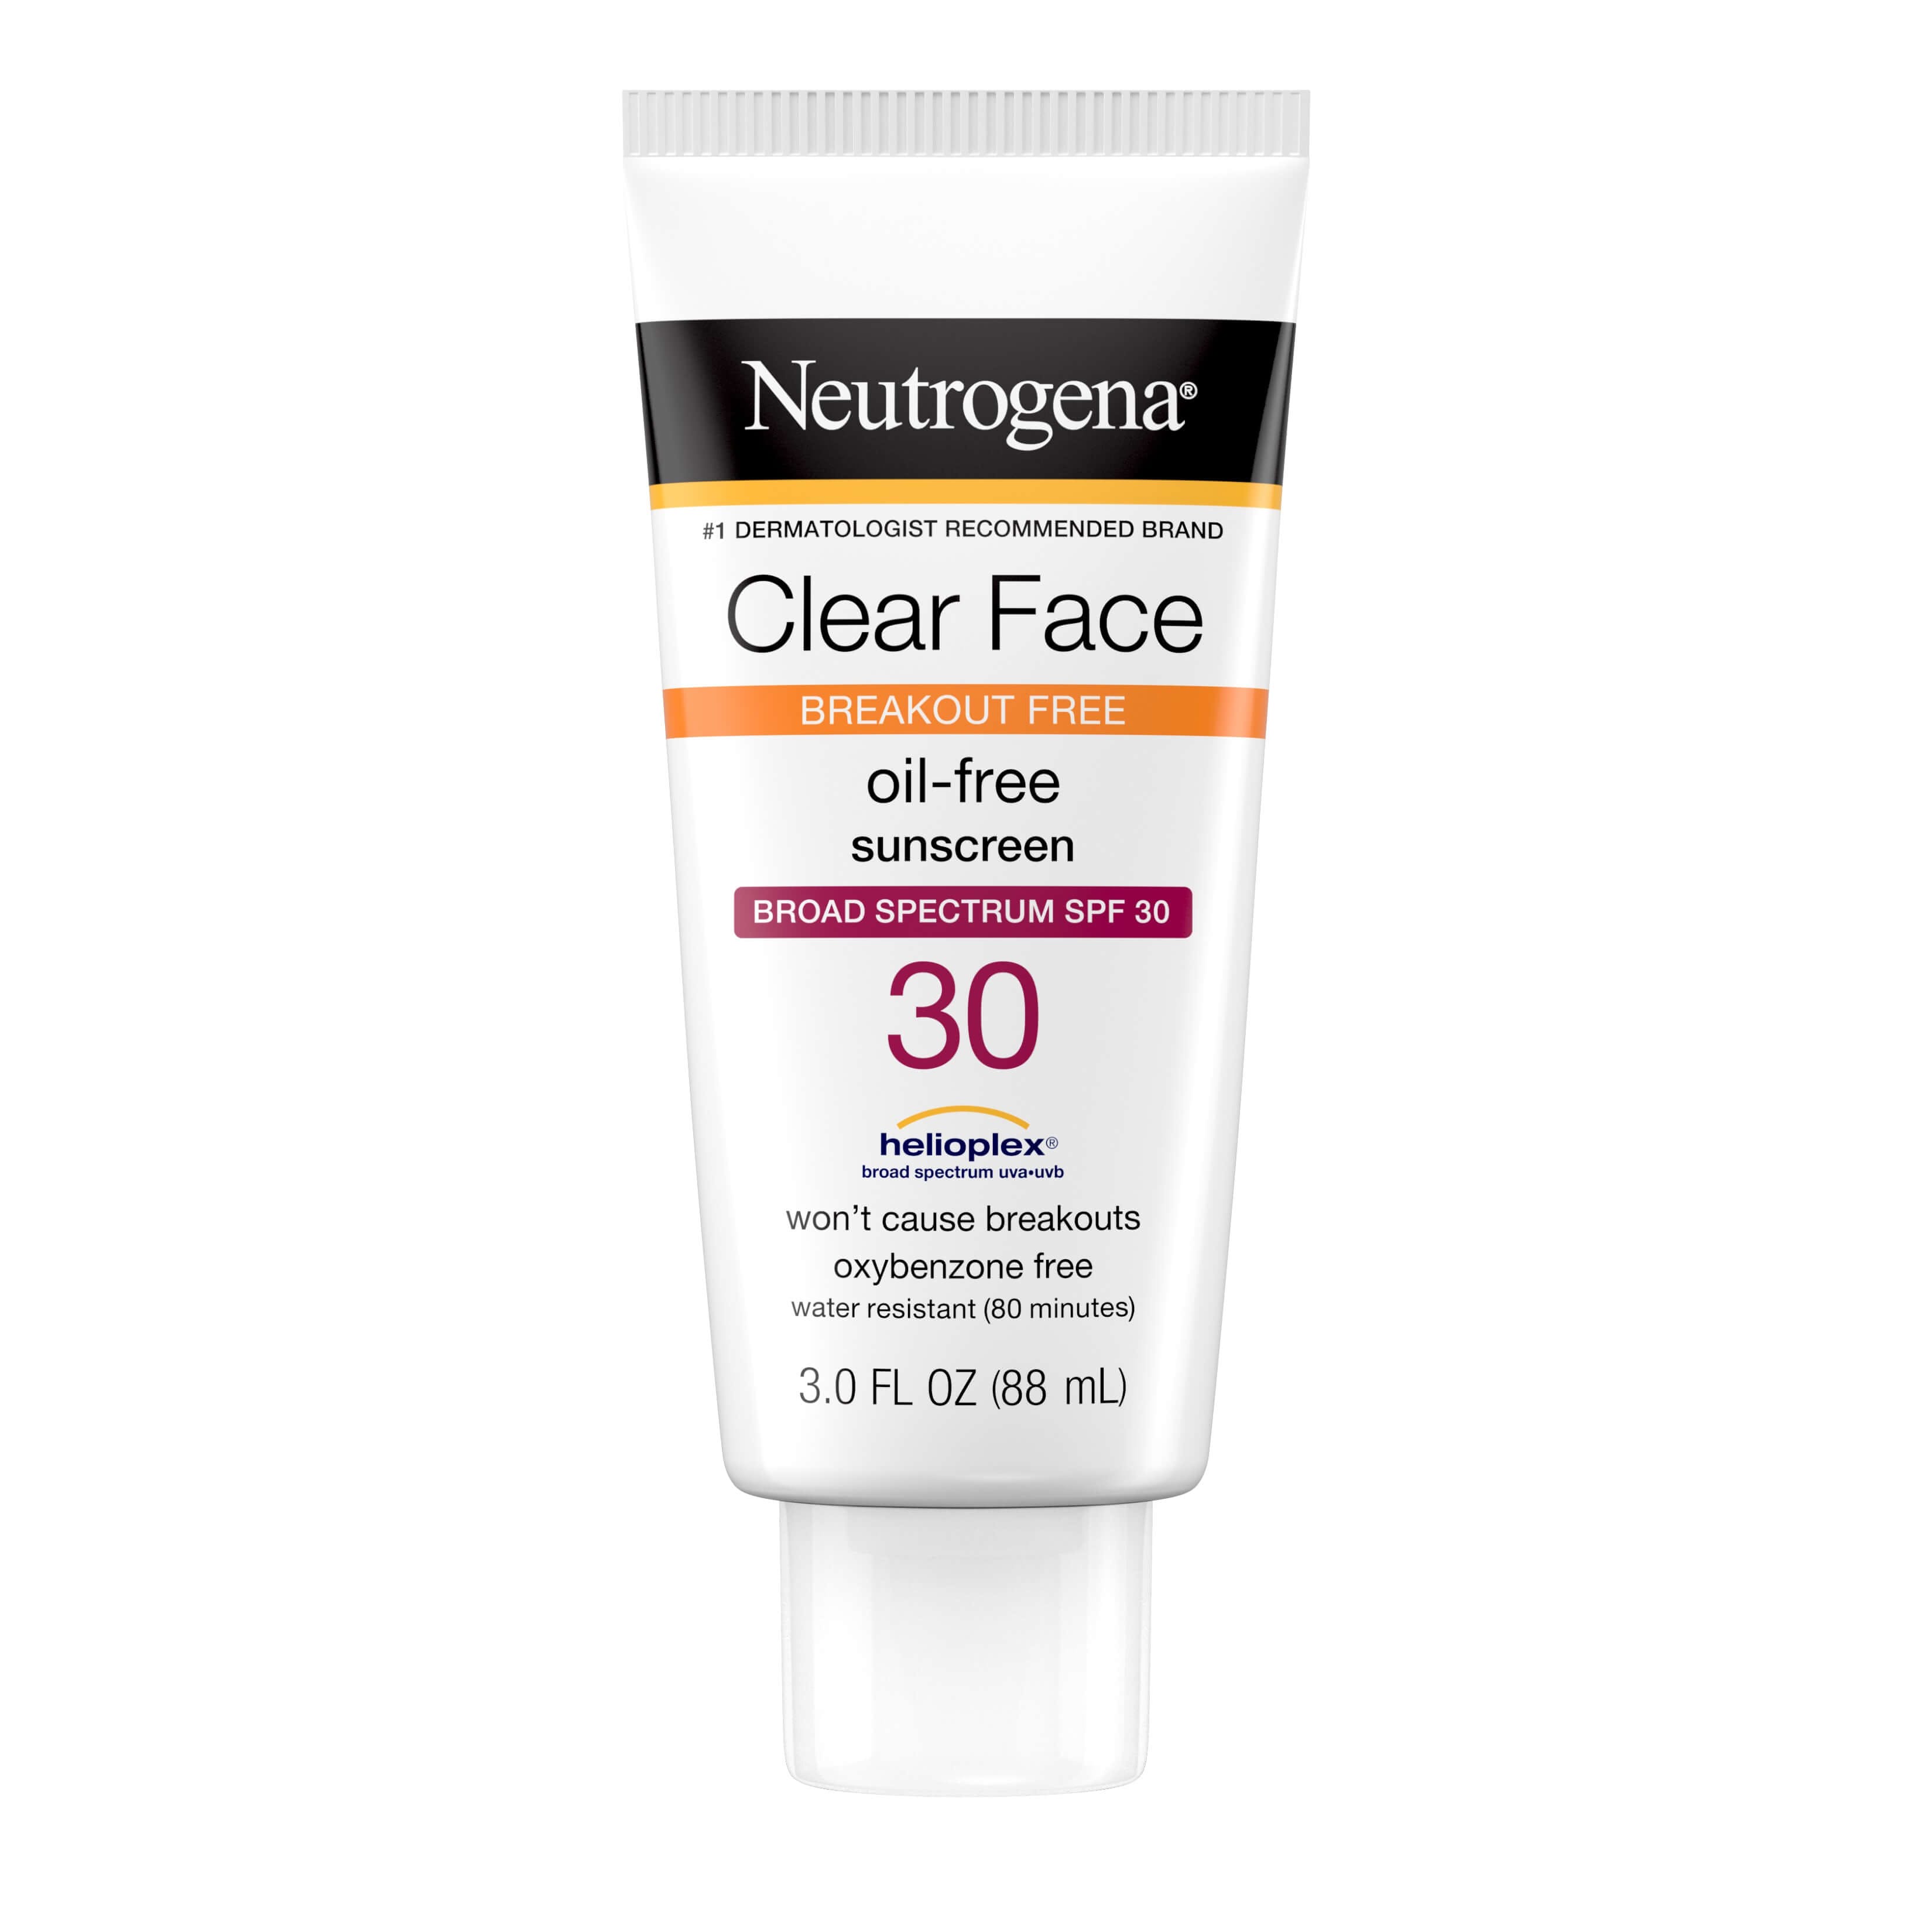 Neutrogena®
#1 DERMATOLOGIST RECOMMENDED BRAND
Clear Face
BREAKOUT FREE
oil-free
sunscreen
BROAD SPECTRUM SPF 30
30
helioplex®
broad spectrum uva•uvb
won't cause breakouts
oxybenzone free
water resistant (80 minutes)
3.0 FL OZ (88 mL)